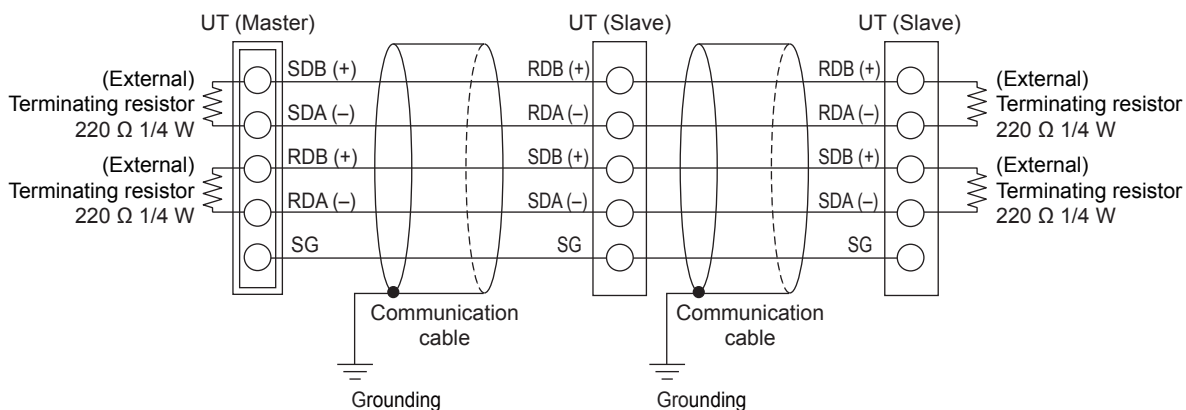 UT (Master)
UT (Slave)
UT (Slave)
(External)
Terminating resistor
220 Ω 1/4 W
(External)
Terminating resistor
220 Ω 1/4 W
SDB (+)
SDA (–)
RDB (+)
RDA (–)
SG
RDB (+)
RDA (–)
SDB (+)
SDA (–)
SG
RDB (+)
RDA (–)
SDB (+)
SDA (–)
SG
(External)
Terminating resistor
220 Ω 1/4 W
(External)
Terminating resistor
220 Ω 1/4 W
Communication
cable
Communication
cable
Grounding
Grounding